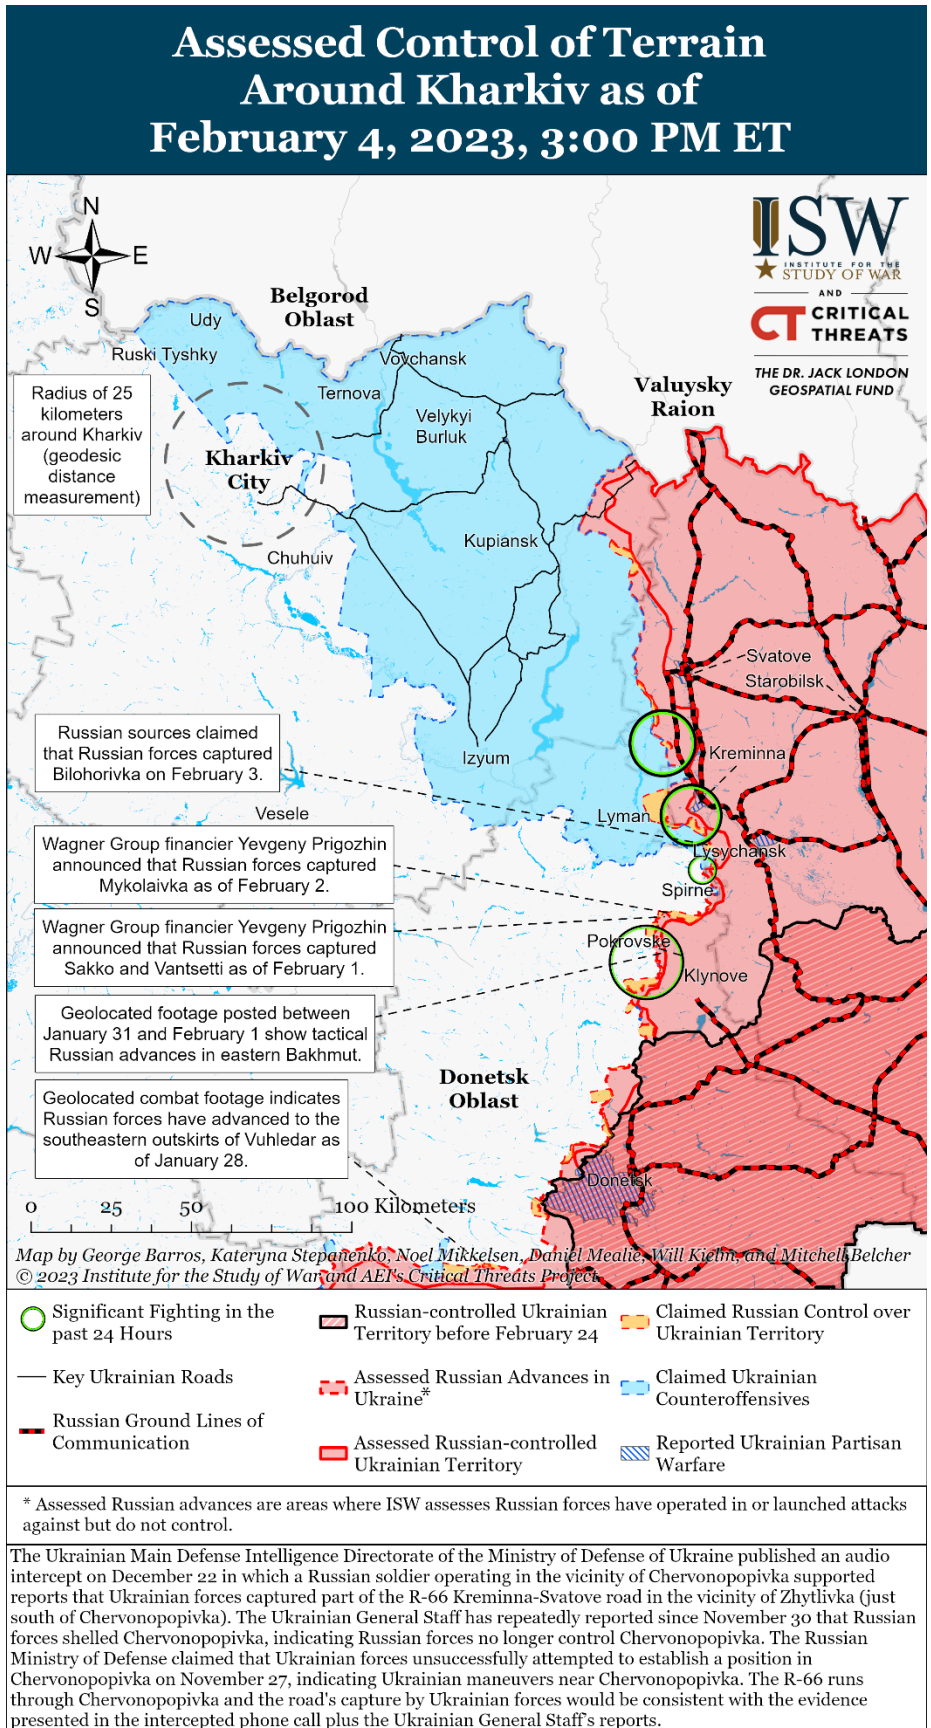 Assessed Control of Terrain
Around Kharkiv as of
February 4, 2023, 3:00 PM ET
N
W E
S
ISW
INSTITUTE FOR THE
STUDY OF WAR
AND
CT CRITICAL
THREATS
THE DR. JACK LONDON
GEOSPATIAL FUND
Belgorod
Oblast
Udy
Ruski Tyshky
Vovchansk
Ternova
Valuysky
Raion
Radius of 25
kilometers
around Kharkiv
(geodesic
distance
measurement)
Velykyi
Burluk
Kharkiv
City
Kupiansk
Chuhuiv
Svatove
Starobilsk
Russian sources claimed
that Russian forces captured
Bilohorivka on February 3.
Izyum
Kreminna
Vesele
Lyman
Lysychansk
Wagner Group financier Yevgeny Prigozhin
announced that Russian forces captured
Mykolaivka as of February 2.
Spirne
Wagner Group financier Yevgeny Prigozhin
announced that Russian forces captured
Sakko and Vantsetti as of February 1.
Pokrovske
Klynove
Geolocated footage posted between
January 31 and February 1 show tactical
Russian advances in eastern Bakhmut.
Donetsk
Oblast
Geolocated combat footage indicates
Russian forces have advanced to the
southeastern outskirts of Vuhledar as
of January 28.
Donetsk
0 25 50 100 Kilometers
Map by George Barros, Kateryna Stepanenko, Noel Mikkelsen, Daniel Mealie, Will Kielm, and Mitchell Belcher
© 2023 Institute for the Study of War and AEI's Critical Threats Project
Significant Fighting in the
past 24 Hours
Key Ukrainian Roads
Russian Ground Lines of
Communication
Russian-controlled Ukrainian
Territory before February 24
Assessed Russian Advances in
Ukraine*
Assessed Russian-controlled
Ukrainian Territory
Claimed Russian Control over
Ukrainian Territory
Claimed Ukrainian
Counteroffensives
Reported Ukrainian Partisan
Warfare
* Assessed Russian advances are areas where ISW assesses Russian forces have operated in or launched attacks
against but do not control.
The Ukrainian Main Defense Intelligence Directorate of the Ministry of Defense of Ukraine published an audio
intercept on December 22 in which a Russian soldier operating in the vicinity of Chervonopopivka supported
reports that Ukrainian forces captured part of the R-66 Kreminna-Svatove road in the vicinity of Zhytlivka (just
south of Chervonopopivka). The Ukrainian General Staff has repeatedly reported since November 30 that Russian
forces shelled Chervonopopivka, indicating Russian forces no longer control Chervonopopivka. The Russian
Ministry of Defense claimed that Ukrainian forces unsuccessfully attempted to establish a position in
Chervonopopivka on November 27, indicating Ukrainian maneuvers near Chervonopopivka. The R-66 runs
through Chervonopopivka and the road's capture by Ukrainian forces would be consistent with the evidence
presented in the intercepted phone call plus the Ukrainian General Staff's reports.